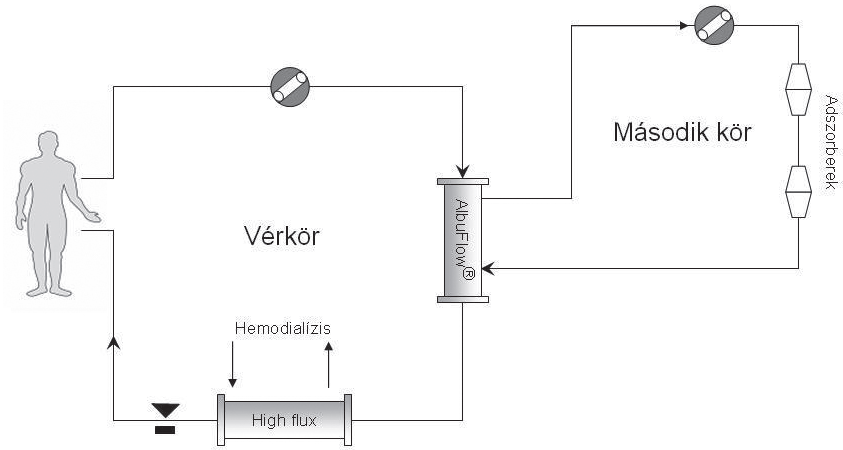 Második kör
Adszorberek
AlbuFlow®
Vérkör
Hemodialízis
High flux